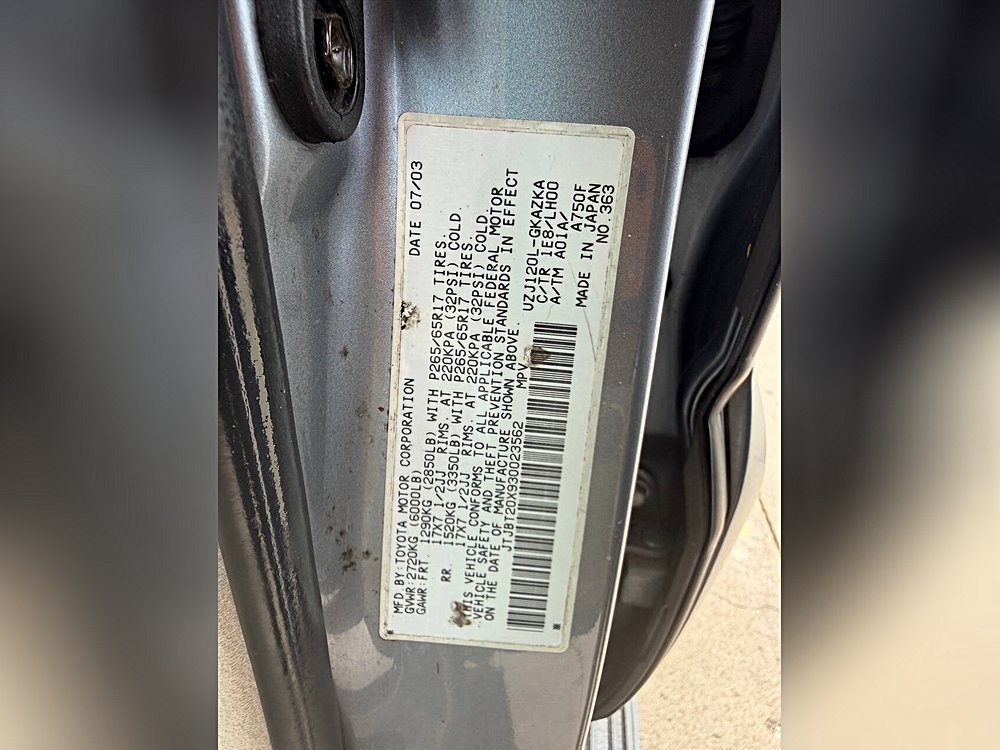 MFD. BY: TOYOTA MOTOR CORPORATION DATE 07/03
GVWR: 2720KG (6000LB)
GAWR: FRT. 1290KG (2850LB) WITH P265/65R17 TIRES.
17X7 1/2JJ RIMS. AT 220KPA (32PSI) COLD.
RR. 1520KG (3350LB) WITH P265/65R17 TIRES.
17X7 1/2JJ RIMS. AT 220KPA (32PSI) COLD.
THIS VEHICLE CONFORMS TO ALL APPLICABLE FEDERAL MOTOR
VEHICLE SAFETY AND THEFT PREVENTION STANDARDS IN EFFECT
ON THE DATE OF MANUFACTURE SHOWN ABOVE.
JTJBT20X930023562 MPV
UZJ120L-GKAZKA
C/TR 1E8/LH00
A/TM A01A/
A750F
MADE IN JAPAN
NO.363